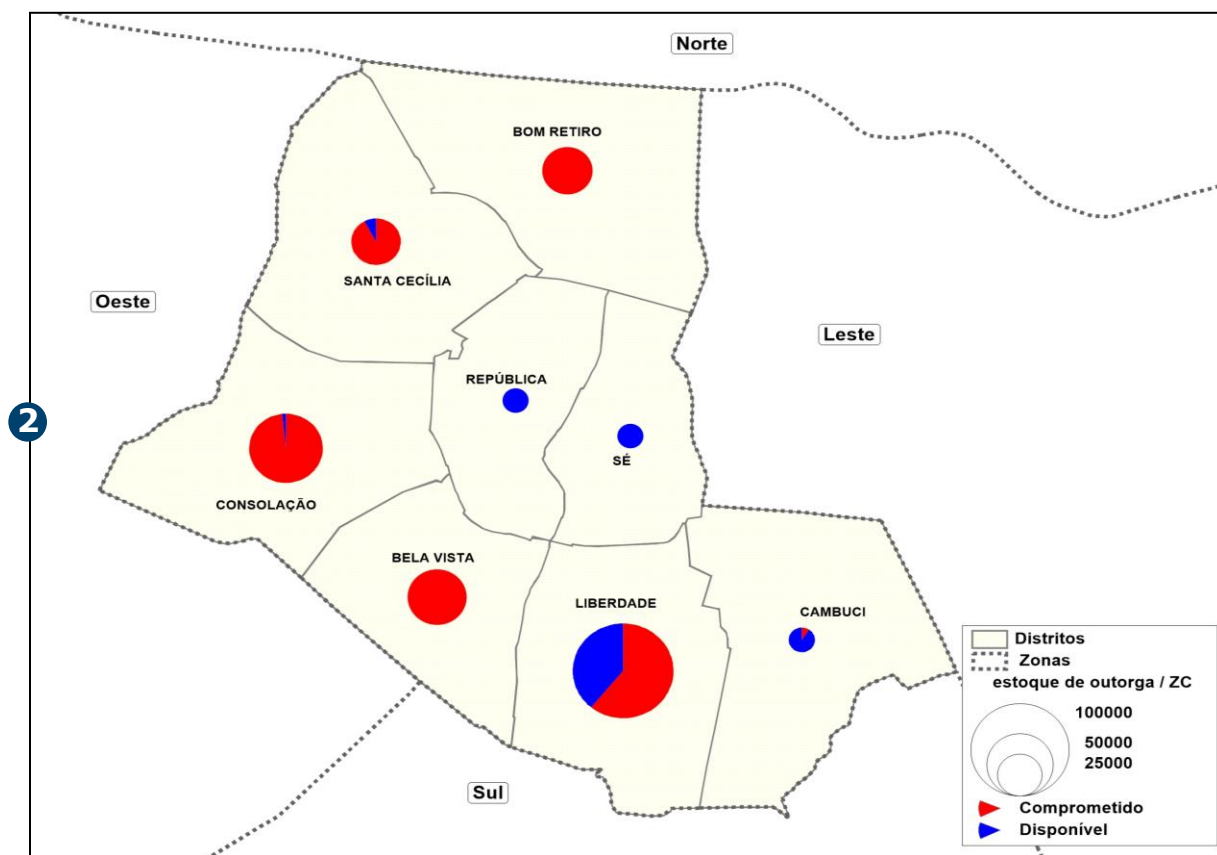 Norte
BOM RETIRO
SANTA CECÍLIA
Oeste
Leste
REPÚBLICA
2
SÉ
CONSOLAÇÃO
BELA VISTA
LIBERDADE
CAMBUCI
Distritos
Zonas
estoque de outorga / ZC
100000
50000
25000
Comprometido
Disponível
Sul